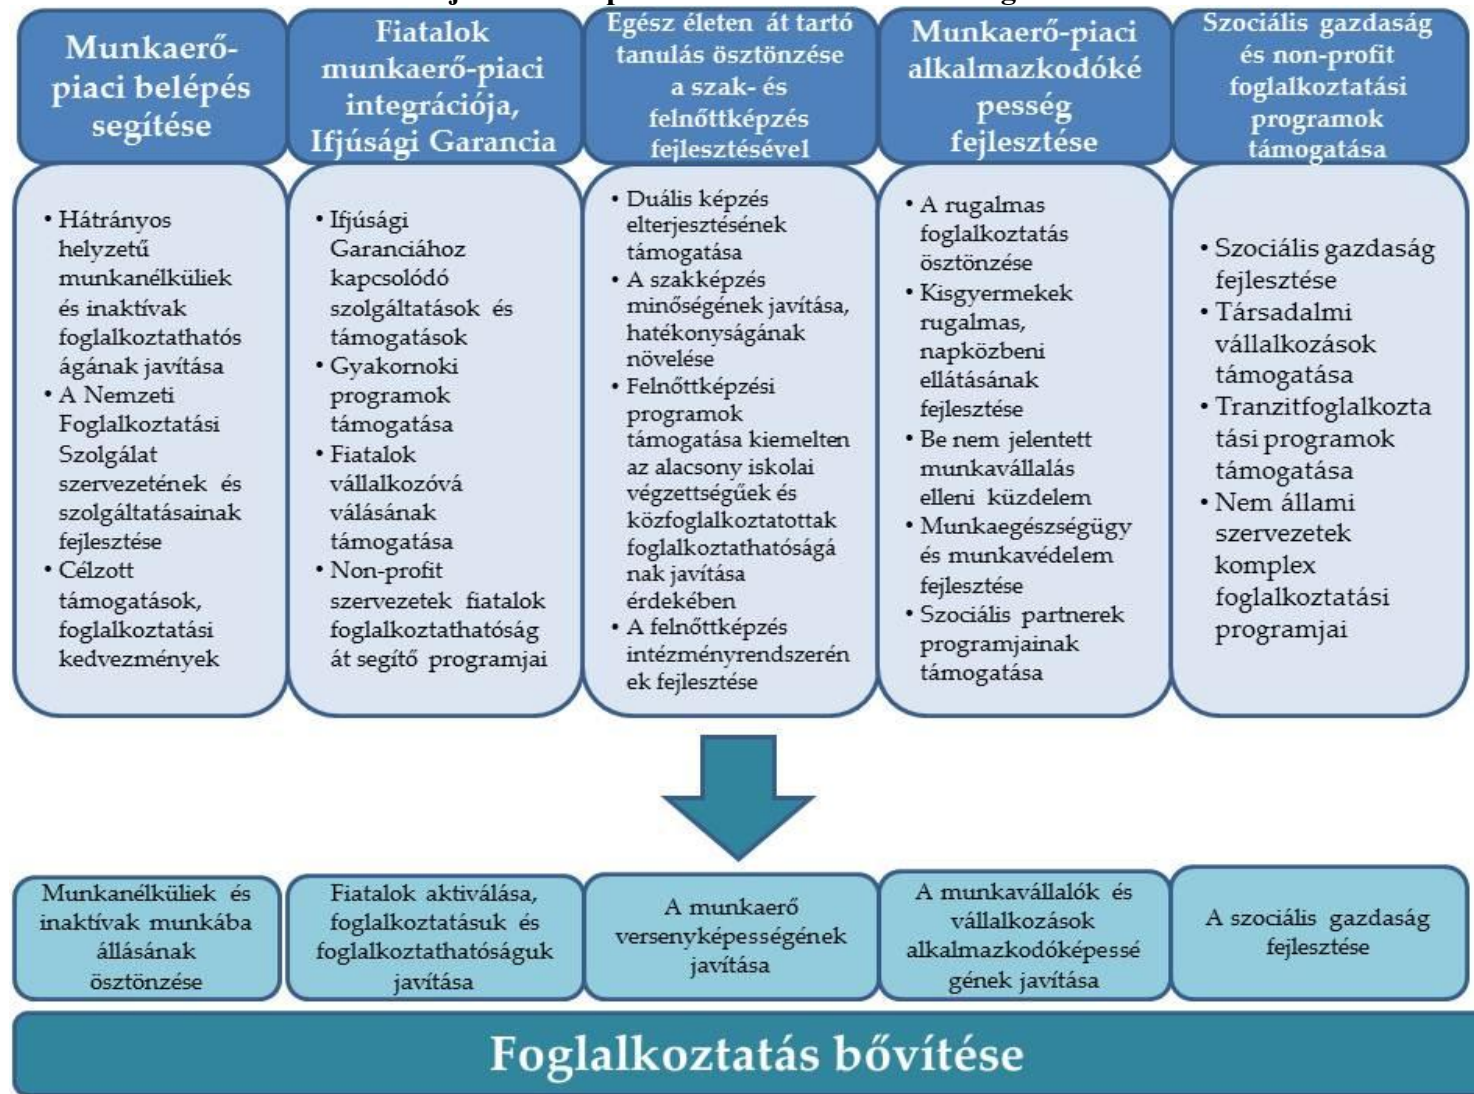 Munkaerő-
piaci belépés
segítése
Fiatalok
munkaerő-piaci
integrációja,
Ifjúsági Garancia
Egész életen át tartó
tanulás ösztönzése
a szak- és
felnőttképzés
fejlesztésével
Munkaerő-piaci
alkalmazkodóké
pesség
fejlesztése
Szociális gazdaság
és non-profit
foglalkoztatási
programok
támogatása
• Hátrányos
helyzetű
munkanélküliek
és inaktívak
foglalkoztathatós
ágának javítása
• A Nemzeti
Foglalkoztatási
Szolgálat
szervezetének és
szolgáltatásainak
fejlesztése
• Célzott
támogatások,
foglalkoztatási
kedvezmények
• Ifjúsági
Garanciához
kapcsolódó
szolgáltatások és
támogatások
• Gyakornoki
programok
támogatása
• Fiatalok
vállalkozóvá
válásának
támogatása
• Non-profit
szervezetek fiatalok
foglalkoztathatóság
át segítő programjai
• Duális képzés
elterjesztésének
támogatása
• A szakképzés
minőségének javítása,
hatékonyságának
növelése
• Felnőttképzési
programok
támogatása kiemelten
az alacsony iskolai
végzettségűek és
közfoglalkoztatottak
foglalkoztathatóságá
nak javítása
érdekében
• A felnőttképzés
intézményrendszerén
ek fejlesztése
• A rugalmas
foglalkoztatás
ösztönzése
• Kisgyermekek
rugalmas,
napközbeni
ellátásának
fejlesztése
• Be nem jelentett
munkavállalás
elleni küzdelem
• Munkaegészségügy
és munkavédelem
fejlesztése
• Szociális partnerek
programjainak
támogatása
• Szociális gazdaság
fejlesztése
• Társadalmi
vállalkozások
támogatása
• Tranzitfoglalkozta
tási programok
támogatása
• Nem állami
szervezetek
komplex
foglalkoztatási
programjai
Munkanélküliek és
inaktívak munkába
állásának
ösztönzése
Fiatalok aktiválása,
foglalkoztatásuk és
foglalkoztathatóságuk
javítása
A munkaerő
versenyképességének
javítása
A munkavállalók és
vállalkozások
alkalmazkodóképessé
gének javítása
A szociális gazdaság
fejlesztése
Foglalkoztatás bővítése